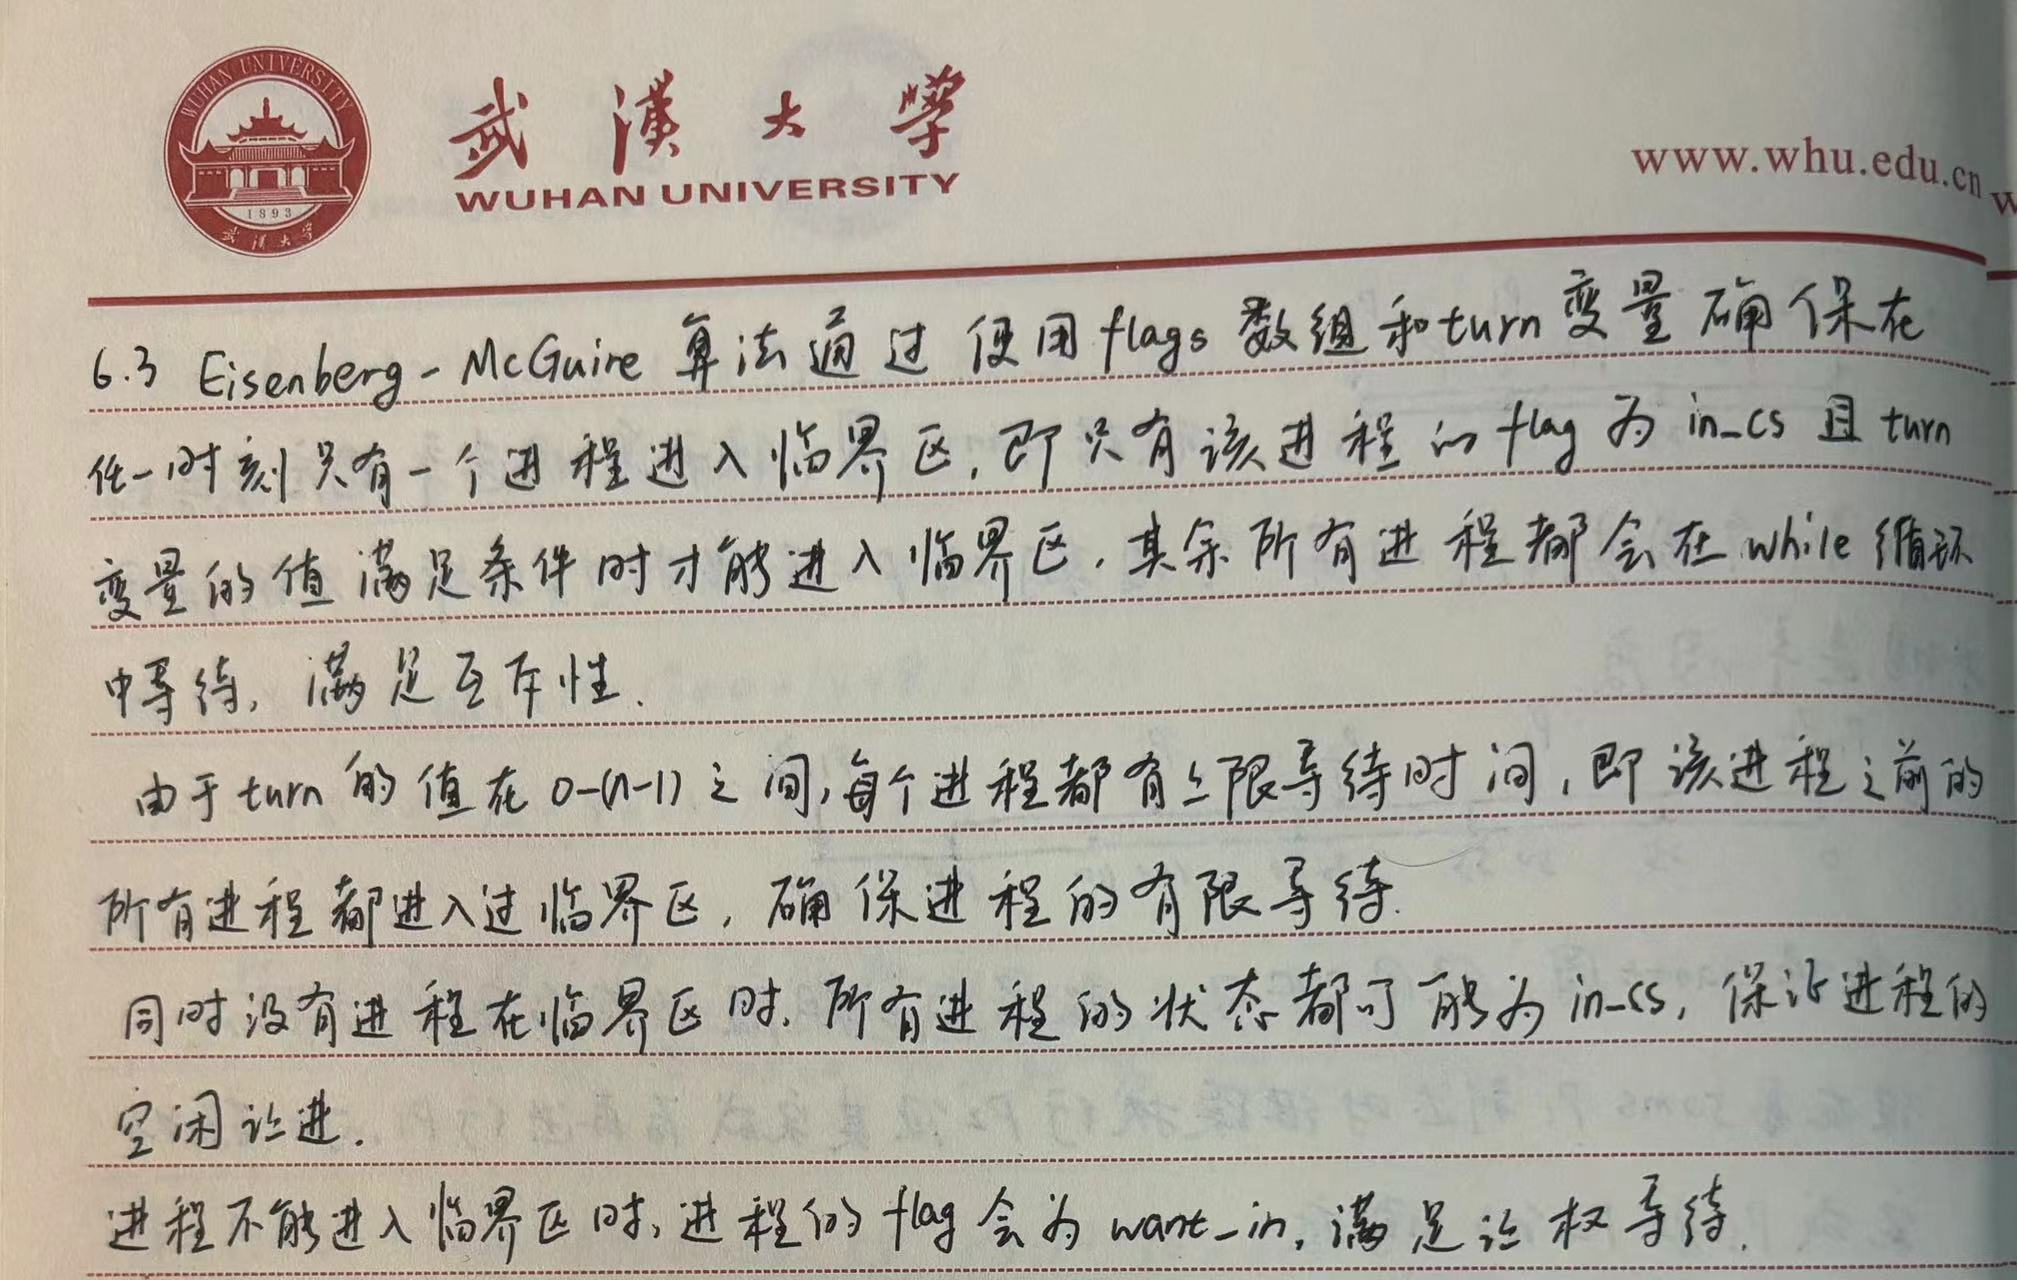 WUHAN UNIVERSITY
1893
武汉大学
武漢大學
WUHAN UNIVERSITY
www.whu.edu.cn
w
6.3 Eisenberg-McGuire 算法通过使用flags数组和turn变量确保在
任一时刻只有一个进程进入临界区,即只有该进程的flag为in_cs且turn
变量的值满足条件时才能进入临界区,其余所有进程都会在while循环
中等待,满足互斥性.
由于turn的值在0-(n-1)之间,每个进程都有上限等待时间,即该进程之前的
所有进程都进入过临界区,确保进程的有限等待.
同时没有进程在临界区时,所有进程的状态都可能为in_cs,保证进程的
空闲让进.
进程不能进入临界区时,进程的flag会为want_in,满足让权等待.